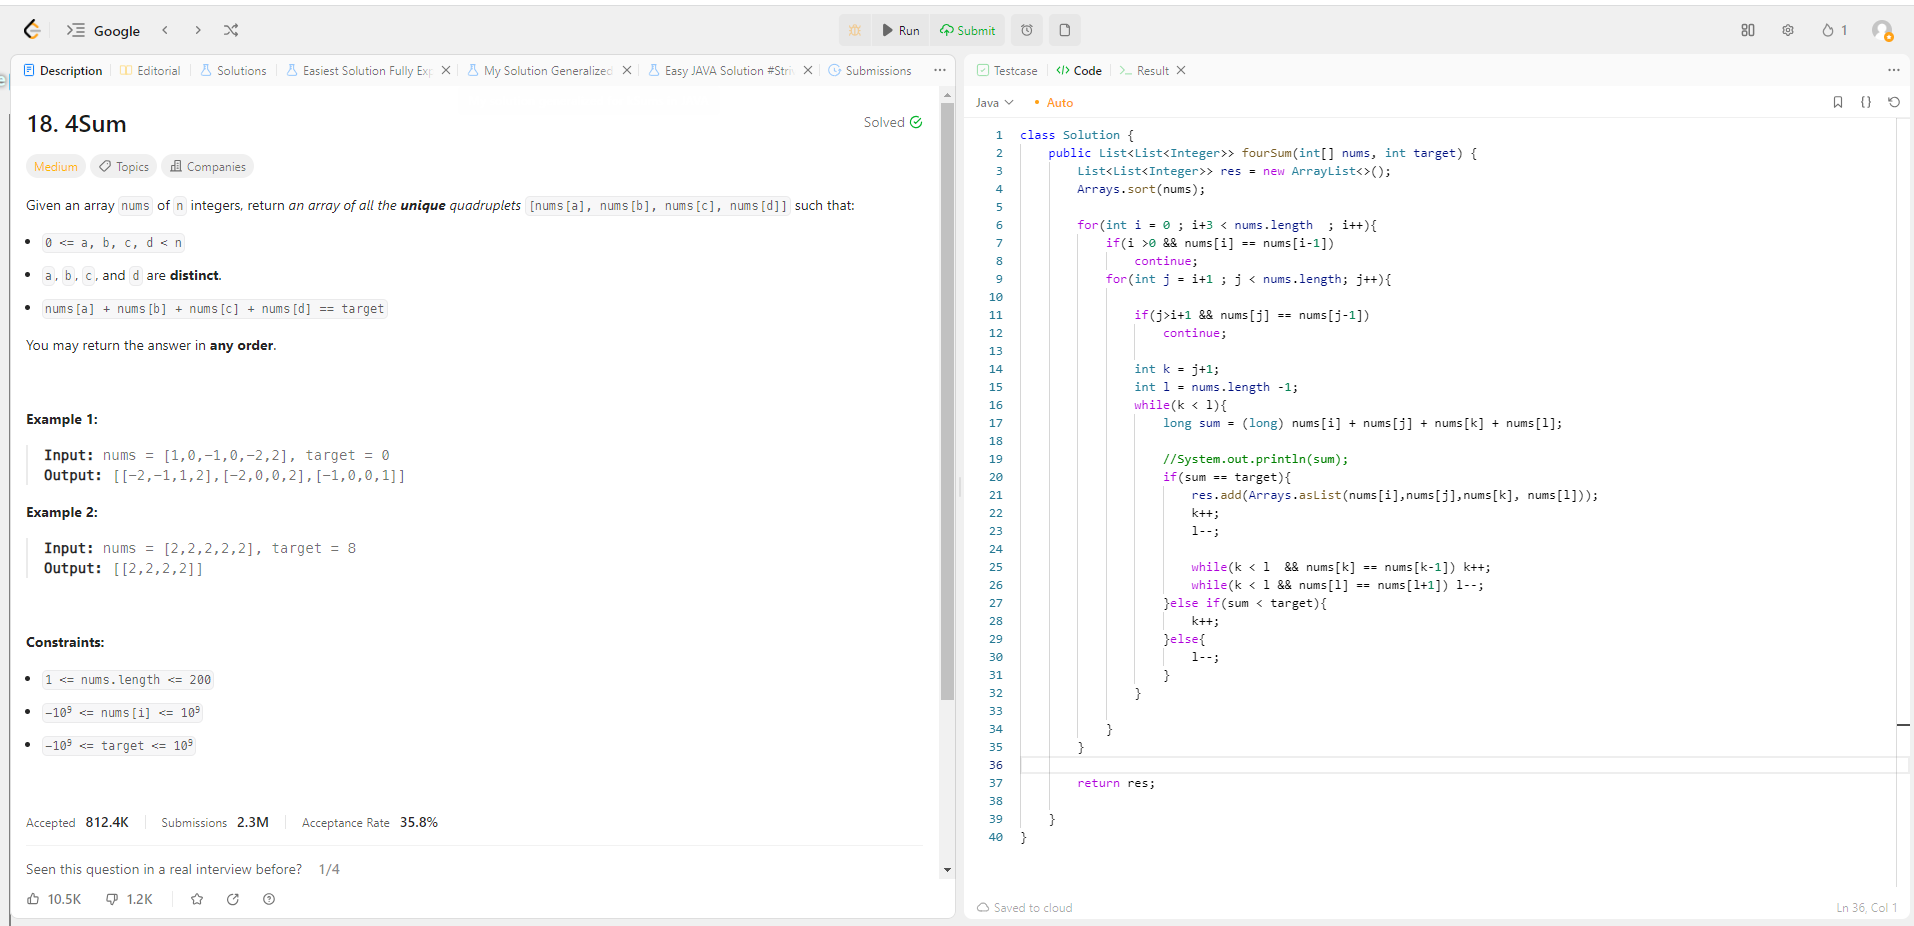 Google
Run
Submit
1
Description
Editorial
Solutions
Easiest Solution Fully Ex
My Solution Generalized
Easy JAVA Solution #Stri
Submissions
18. 4Sum
Solved
Medium
Topics
Companies
Given an array nums of n integers, return an array of all the unique quadruplets [nums[a], nums[b], nums[c], nums[d]] such that:
• 0 <= a, b, c, d < n
• a, b, c, and d are distinct.
• nums[a] + nums[b] + nums[c] + nums[d] == target
You may return the answer in any order.
Example 1:
Input: nums = [1,0,-1,0,-2,2], target = 0
Output: [[-2,-1,1,2],[-2,0,0,2],[-1,0,0,1]]
Example 2:
Input: nums = [2,2,2,2,2], target = 8
Output: [[2,2,2,2]]
Constraints:
• 1 <= nums.length <= 200
• -10⁹ <= nums[i] <= 10⁹
• -10⁹ <= target <= 10⁹
Accepted 812.4K Submissions 2.3M Acceptance Rate 35.8%
Seen this question in a real interview before? 1/4
10.5K 1.2K
Testcase
Code
Result
Java
• Auto
1 class Solution {
2     public List<List<Integer>> fourSum(int[] nums, int target) {
3         List<List<Integer>> res = new ArrayList<>();
4         Arrays.sort(nums);
5
6         for(int i = 0 ; i+3 < nums.length  ; i++){
7             if(i >0 && nums[i] == nums[i-1])
8                 continue;
9             for(int j = i+1 ; j < nums.length; j++){
10
11                 if(j>i+1 && nums[j] == nums[j-1])
12                     continue;
13
14                 int k = j+1;
15                 int l = nums.length -1;
16                 while(k < l){
17                     long sum = (long) nums[i] + nums[j] + nums[k] + nums[l];
18
19                     //System.out.println(sum);
20                     if(sum == target){
21                         res.add(Arrays.asList(nums[i],nums[j],nums[k], nums[l]));
22                         k++;
23                         l--;
24
25                         while(k < l  && nums[k] == nums[k-1]) k++;
26                         while(k < l && nums[l] == nums[l+1]) l--;
27                     }else if(sum < target){
28                         k++;
29                     }else{
30                         l--;
31                     }
32                 }
33
34             }
35         }
36
37         return res;
38
39     }
40 }
Saved to cloud
Ln 36, Col 1